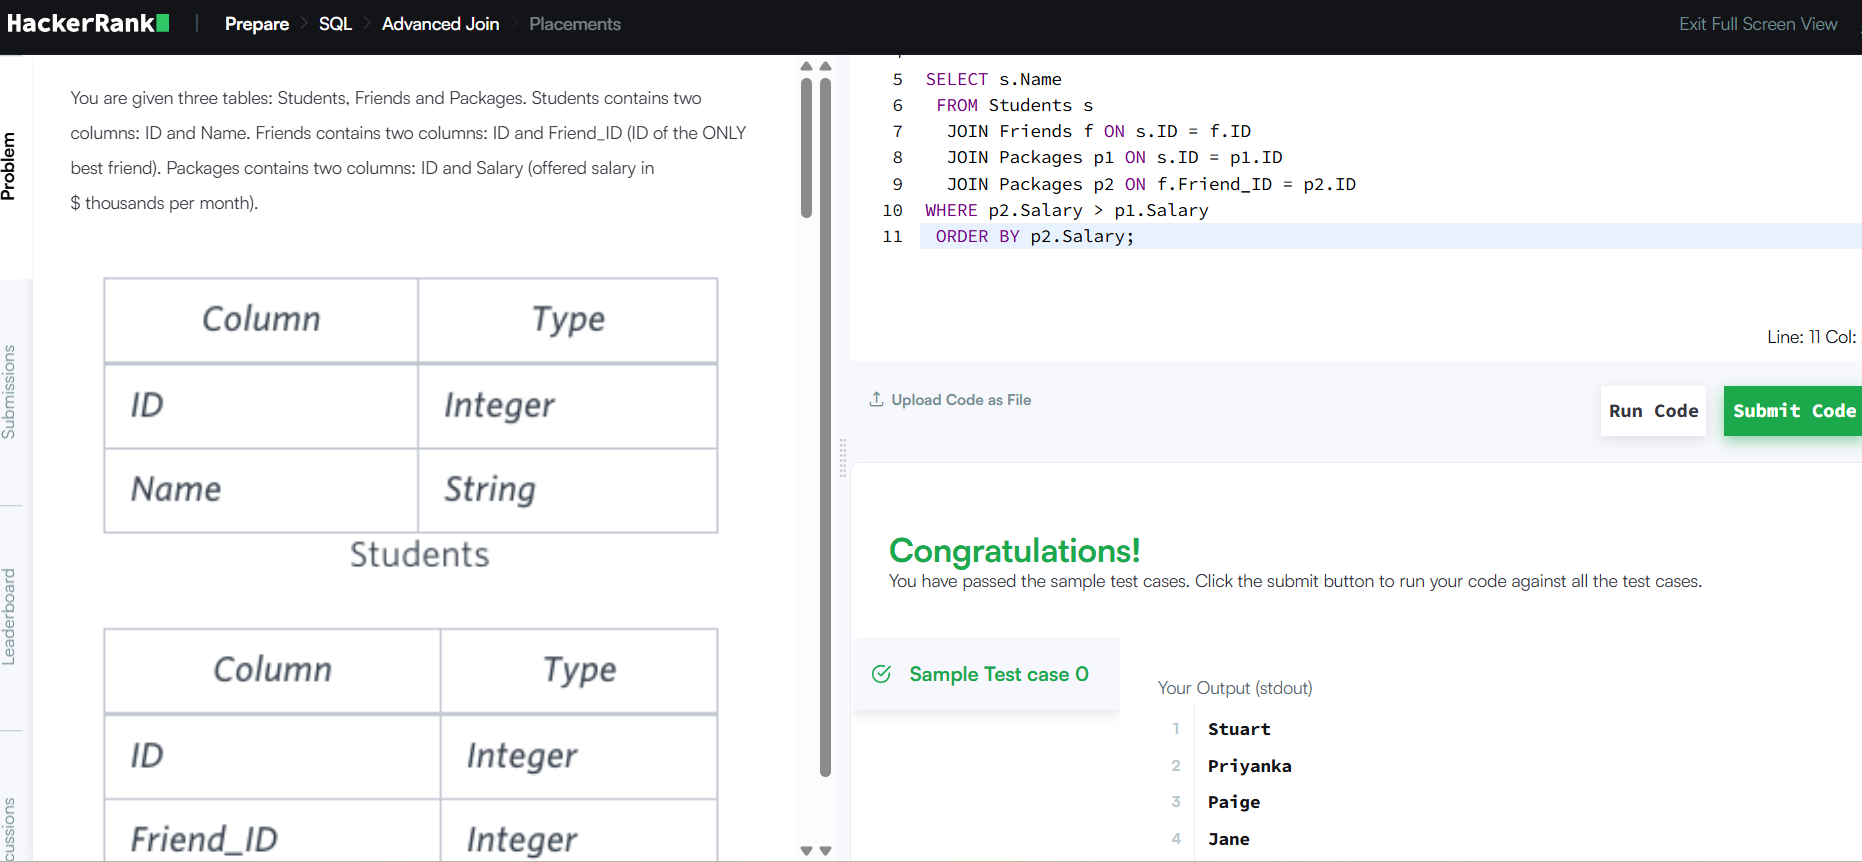 HackerRank
Prepare
SQL
Advanced Join
Placements
Exit Full Screen View
Problem
Submissions
Leaderboard
You are given three tables: Students, Friends and Packages. Students contains two
columns: ID and Name. Friends contains two columns: ID and Friend_ID (ID of the ONLY
best friend). Packages contains two columns: ID and Salary (offered salary in
$ thousands per month).
Column Type
ID Integer
Name String
Students
Column Type
ID Integer
Friend_ID Integer
5 SELECT s.Name
6 FROM Students s
7 JOIN Friends f ON s.ID = f.ID
8 JOIN Packages p1 ON s.ID = p1.ID
9 JOIN Packages p2 ON f.Friend_ID = p2.ID
10 WHERE p2.Salary > p1.Salary
11 ORDER BY p2.Salary;
Line: 11 Col:
Upload Code as File
Run Code
Submit Code
Congratulations!
You have passed the sample test cases. Click the submit button to run your code against all the test cases.
Sample Test case 0
Your Output (stdout)
1 Stuart
2 Priyanka
3 Paige
4 Jane